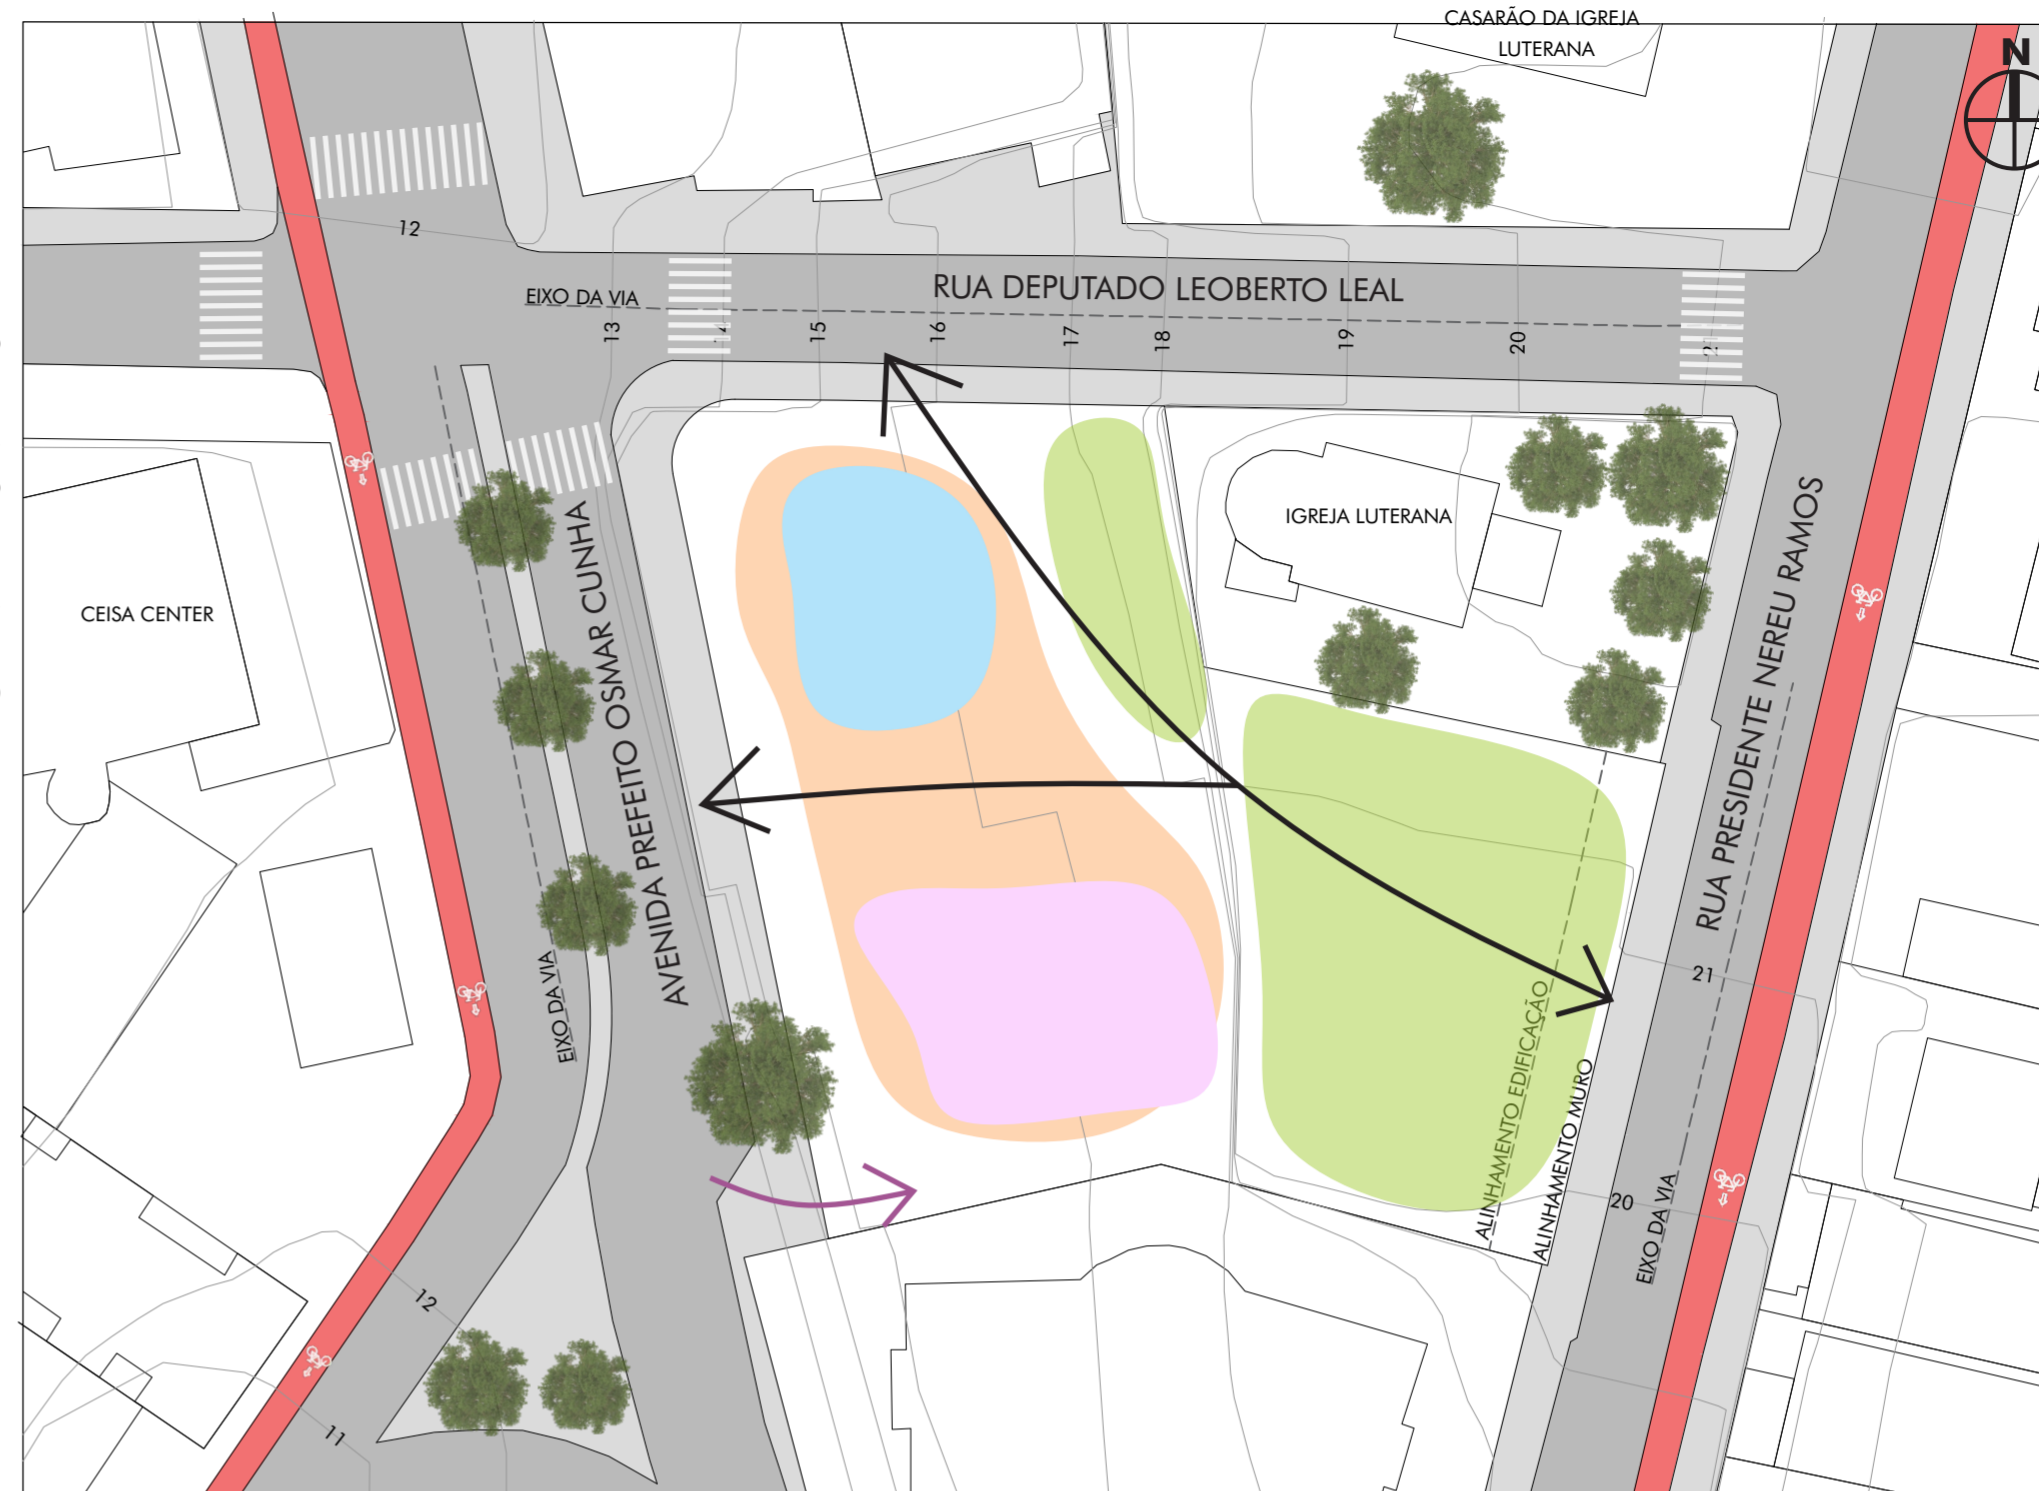 CASARÃO DA IGREJA
LUTERANA
N
12
EIXO DA VIA
RUA DEPUTADO LEOBERTO LEAL
13
14
15
16
17
18
19
20
21
IGREJA LUTERANA
CEISA CENTER
AVENIDA PREFEITO OSMAR CUNHA
EIXO DA VIA
RUA PRESIDENTE NEREU RAMOS
21
ALINHAMENTO EDIFICAÇÃO
ALINHAMENTO MURO
20
EIXO DA VIA
12
11